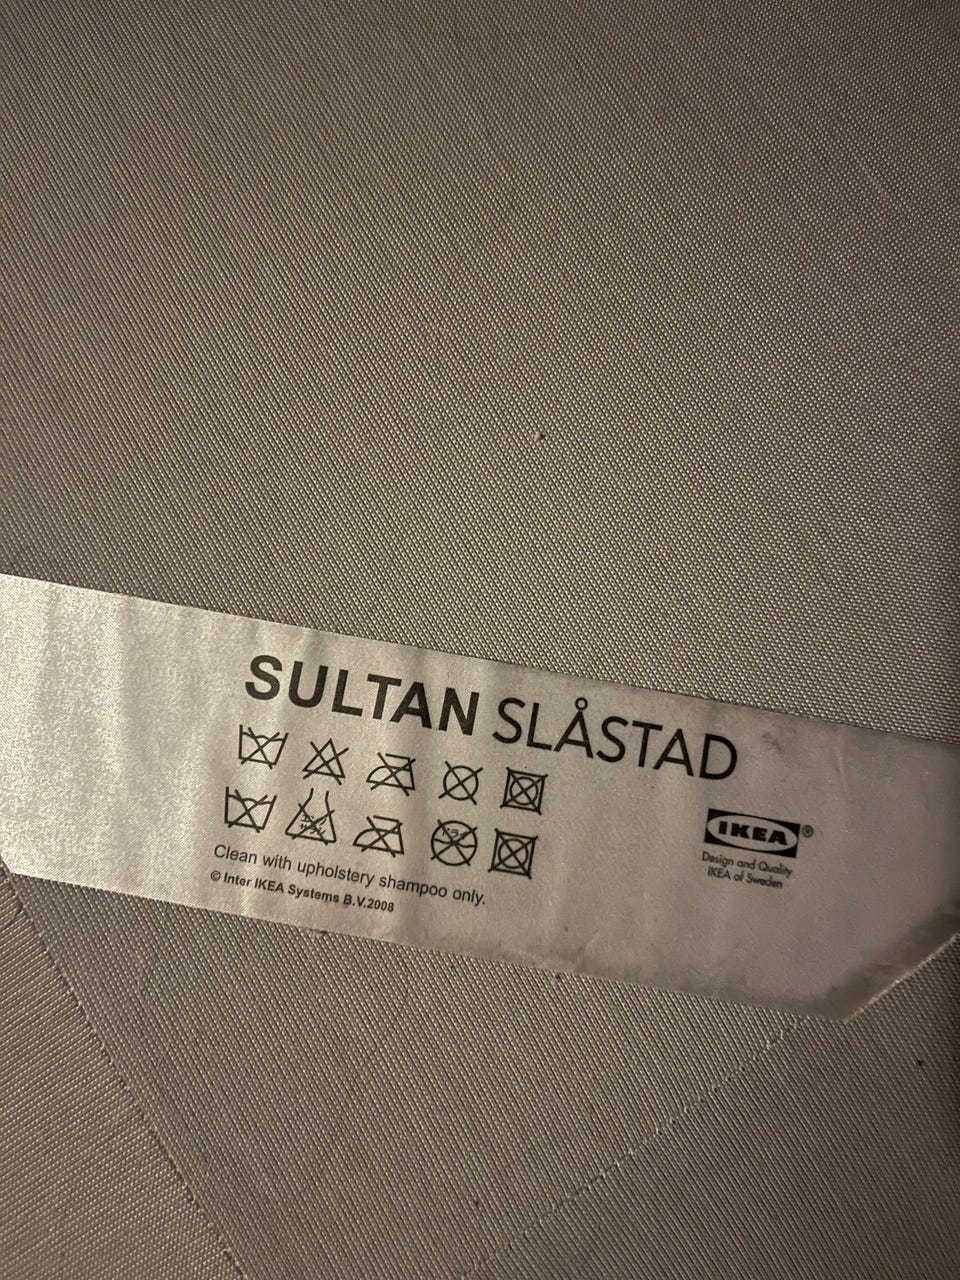 SULTAN SLÅSTAD
Clean with upholstery shampoo only.
© Inter IKEA Systems B.V.2008
IKEA®
Design and Quality
IKEA of Sweden